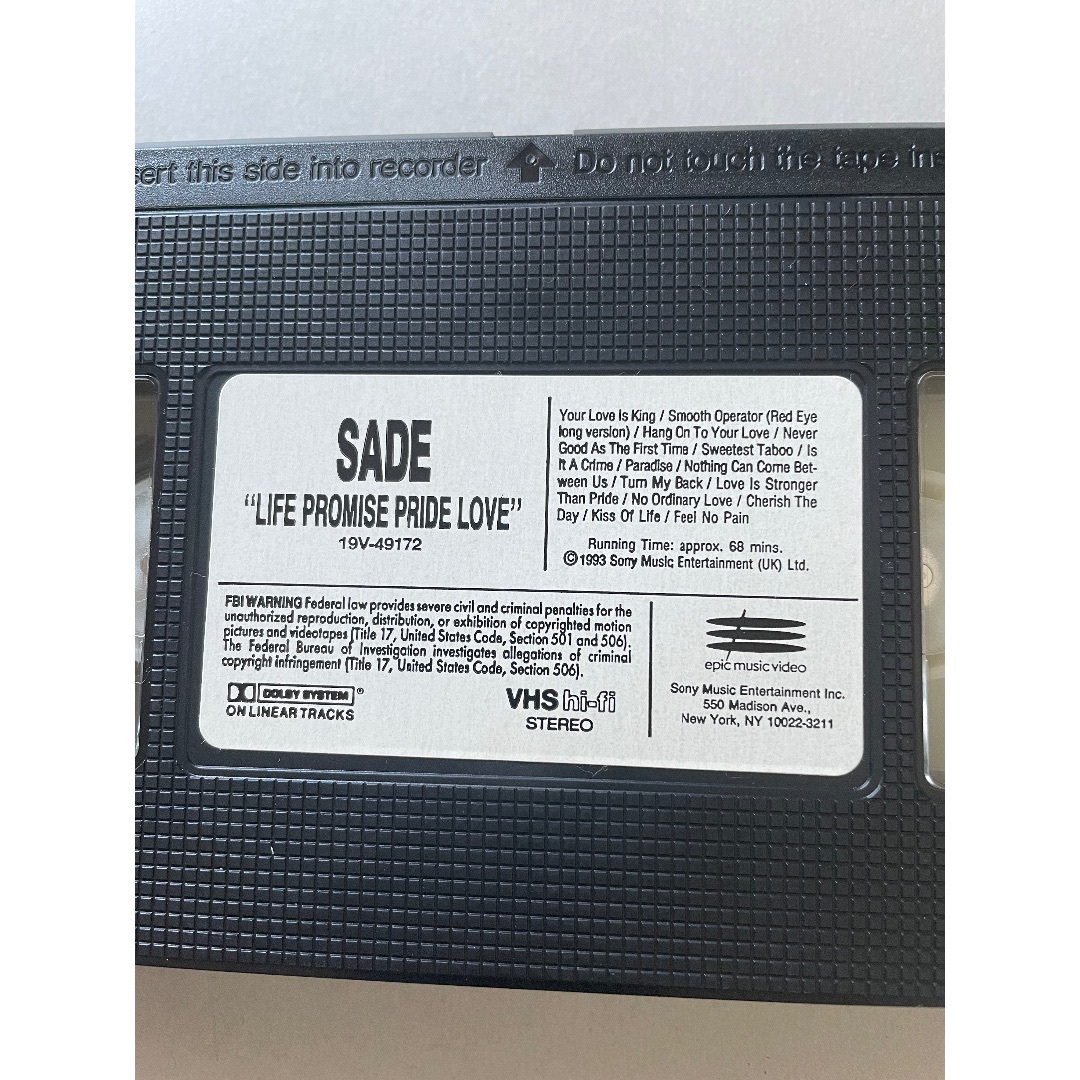 sert this side into recorder Do not touch the tape ins
SADE
"LIFE PROMISE PRIDE LOVE"
19V-49172
Your Love Is King / Smooth Operator (Red Eye
long version) / Hang On To Your Love / Never
Good As The First Time / Sweetest Taboo / Is
It A Crime / Paradise / Nothing Can Come Bet-
ween Us / Turn My Back / Love Is Stronger
Than Pride / No Ordinary Love / Cherish The
Day / Kiss Of Life / Feel No Pain
Running Time: approx. 68 mins.
©1993 Sony Music Entertainment (UK) Ltd.
FBI WARNING Federal law provides severe civil and criminal penalties for the
unauthorized reproduction, distribution, or exhibition of copyrighted motion
pictures and videotapes (Title 17, United States Code, Section 501 and 506).
The Federal Bureau of Investigation investigates allegations of criminal
copyright infringement (Title 17, United States Code, Section 506).
DOLBY SYSTEM®
ON LINEAR TRACKS
VHS hi-fi
STEREO
epic music video
Sony Music Entertainment Inc.
550 Madison Ave.,
New York, NY 10022-3211